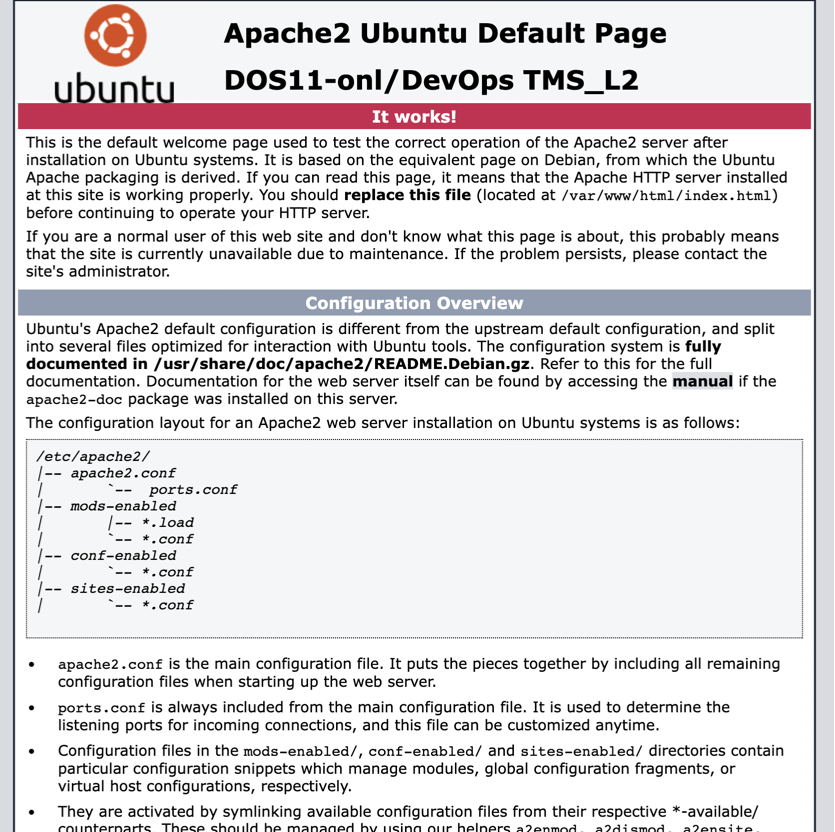 ubuntu
Apache2 Ubuntu Default Page
DOS11-onl/DevOps TMS_L2
It works!
This is the default welcome page used to test the correct operation of the Apache2 server after
installation on Ubuntu systems. It is based on the equivalent page on Debian, from which the Ubuntu
Apache packaging is derived. If you can read this page, it means that the Apache HTTP server installed
at this site is working properly. You should replace this file (located at /var/www/html/index.html)
before continuing to operate your HTTP server.
If you are a normal user of this web site and don't know what this page is about, this probably means
that the site is currently unavailable due to maintenance. If the problem persists, please contact the
site's administrator.
Configuration Overview
Ubuntu's Apache2 default configuration is different from the upstream default configuration, and split
into several files optimized for interaction with Ubuntu tools. The configuration system is fully
documented in /usr/share/doc/apache2/README.Debian.gz. Refer to this for the full
documentation. Documentation for the web server itself can be found by accessing the manual if the
apache2-doc package was installed on this server.
The configuration layout for an Apache2 web server installation on Ubuntu systems is as follows:
/etc/apache2/
|-- apache2.conf
|       `--  ports.conf
|-- mods-enabled
|       |-- *.load
|       `-- *.conf
|-- conf-enabled
|       `-- *.conf
|-- sites-enabled
|       `-- *.conf
• apache2.conf is the main configuration file. It puts the pieces together by including all remaining
configuration files when starting up the web server.
• ports.conf is always included from the main configuration file. It is used to determine the
listening ports for incoming connections, and this file can be customized anytime.
• Configuration files in the mods-enabled/, conf-enabled/ and sites-enabled/ directories contain
particular configuration snippets which manage modules, global configuration fragments, or
virtual host configurations, respectively.
• They are activated by symlinking available configuration files from their respective *-available/
counterparts. These should be managed by using our helpers a2enmod, a2dismod, a2ensite,